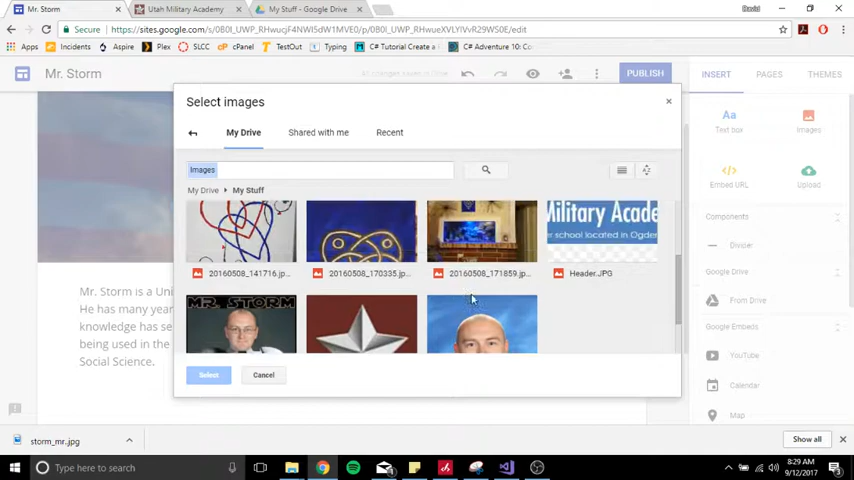 David
Mr. Storm
Utah Military Academy
My Stuff - Google Drive
Secure
https://sites.google.com
/edit
Apps
Incidents
Aspire
Plex
SLCC
cPanel
TestOut
Typing
C# Tutorial Create a
C# Adventure 10: Co
Mr. Storm
PUBLISH
INSERT
PAGES
THEMES
Select images
My Drive
Shared with me
Recent
Images
My Drive
My Stuff
Military Acade
er school located in Ogden
20160508_141716.jp...
20160508_170335.jp...
20160508_171859.jp...
Header.JPG
MR. STORM
Select
Cancel
Mr. Storm is a Uni
He has many year
knowledge has se
being used in the
Social Science.
Aa
Text box
Images
Embed URL
Upload
Components
Divider
Google Drive
From Drive
Google Embeds
YouTube
Calendar
Map
storm_mr.jpg
Show all
Type here to search
8:29 AM
9/12/2017